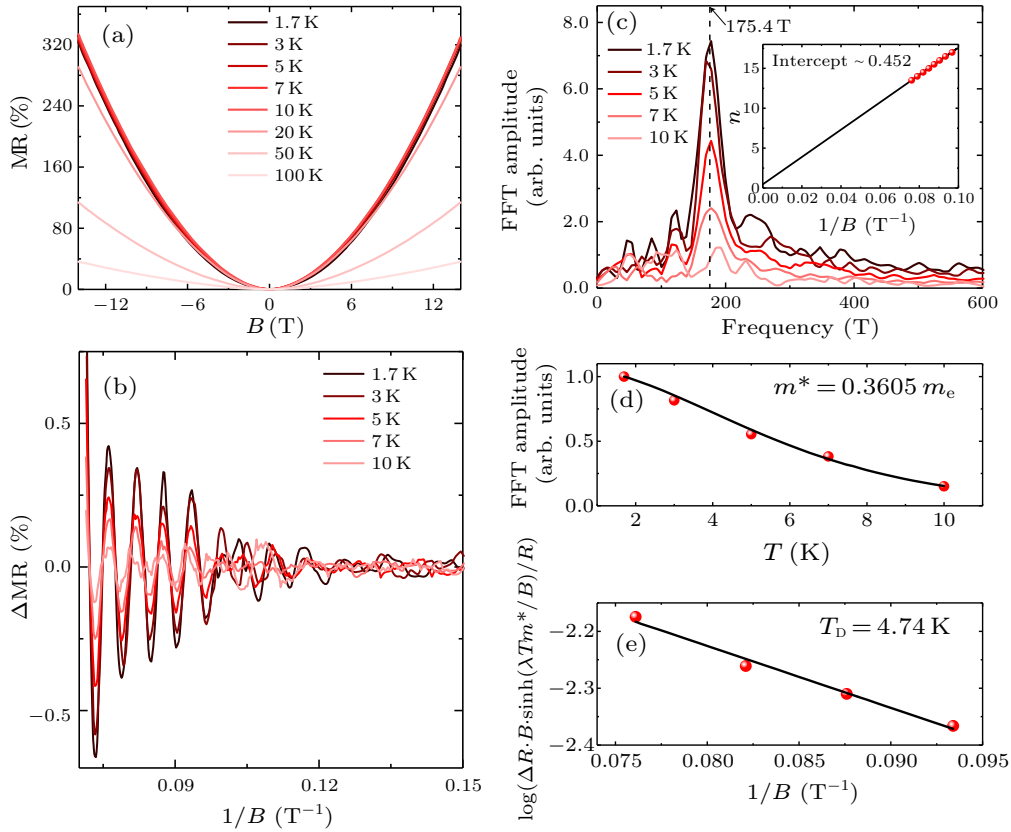 (a)
1.7 K
3 K
5 K
7 K
10 K
20 K
50 K
100 K
MR (%)
320
240
160
80
0
−12
−6
0
6
12
B (T)
(b)
1.7 K
3 K
5 K
7 K
10 K
ΔMR (%)
0.5
0.0
−0.5
0.09
0.12
0.15
1/B (T⁻¹)
(c)
175.4 T
1.7 K
3 K
5 K
7 K
10 K
FFT amplitude
(arb. units)
8.0
6.0
4.0
2.0
0.0
0
200
400
600
Frequency (T)
Intercept ~ 0.452
n
15
10
5
0
0.00
0.02
0.04
0.06
0.08
0.10
1/B (T⁻¹)
(d)
m* = 0.3605 mₑ
FFT amplitude
(arb. units)
1.0
0.5
0.0
2
4
6
8
10
T (K)
(e)
T_D = 4.74 K
log(ΔR·B·sinh(λTm*/B)/R)
−2.2
−2.3
−2.4
0.075
0.080
0.085
0.090
0.095
1/B (T⁻¹)